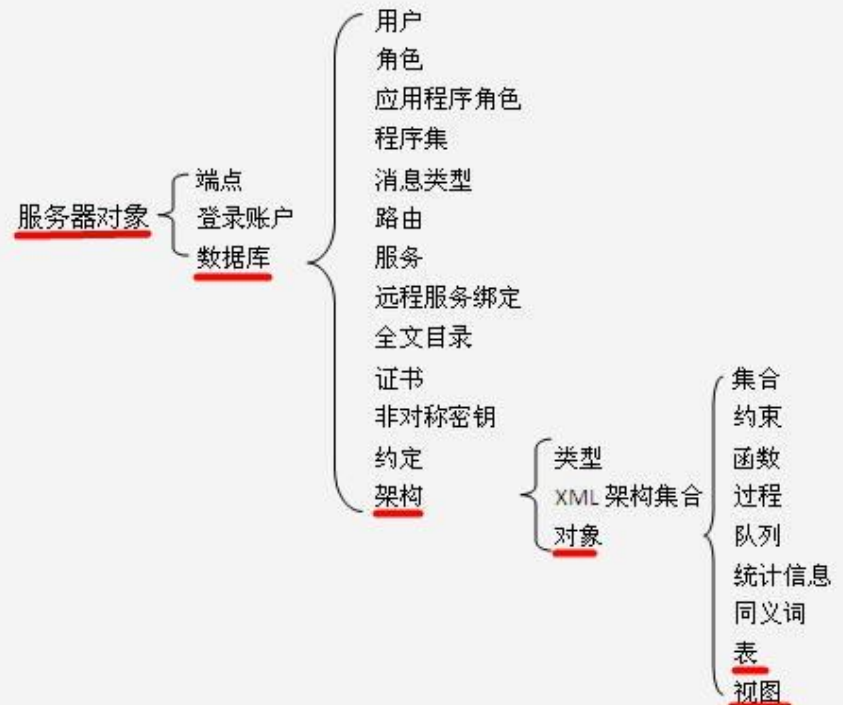 服务器对象
端点
登录账户
数据库
用户
角色
应用程序角色
程序集
消息类型
路由
服务
远程服务绑定
全文目录
证书
非对称密钥
约定
架构
类型
XML 架构集合
对象
集合
约束
函数
过程
队列
统计信息
同义词
表
视图